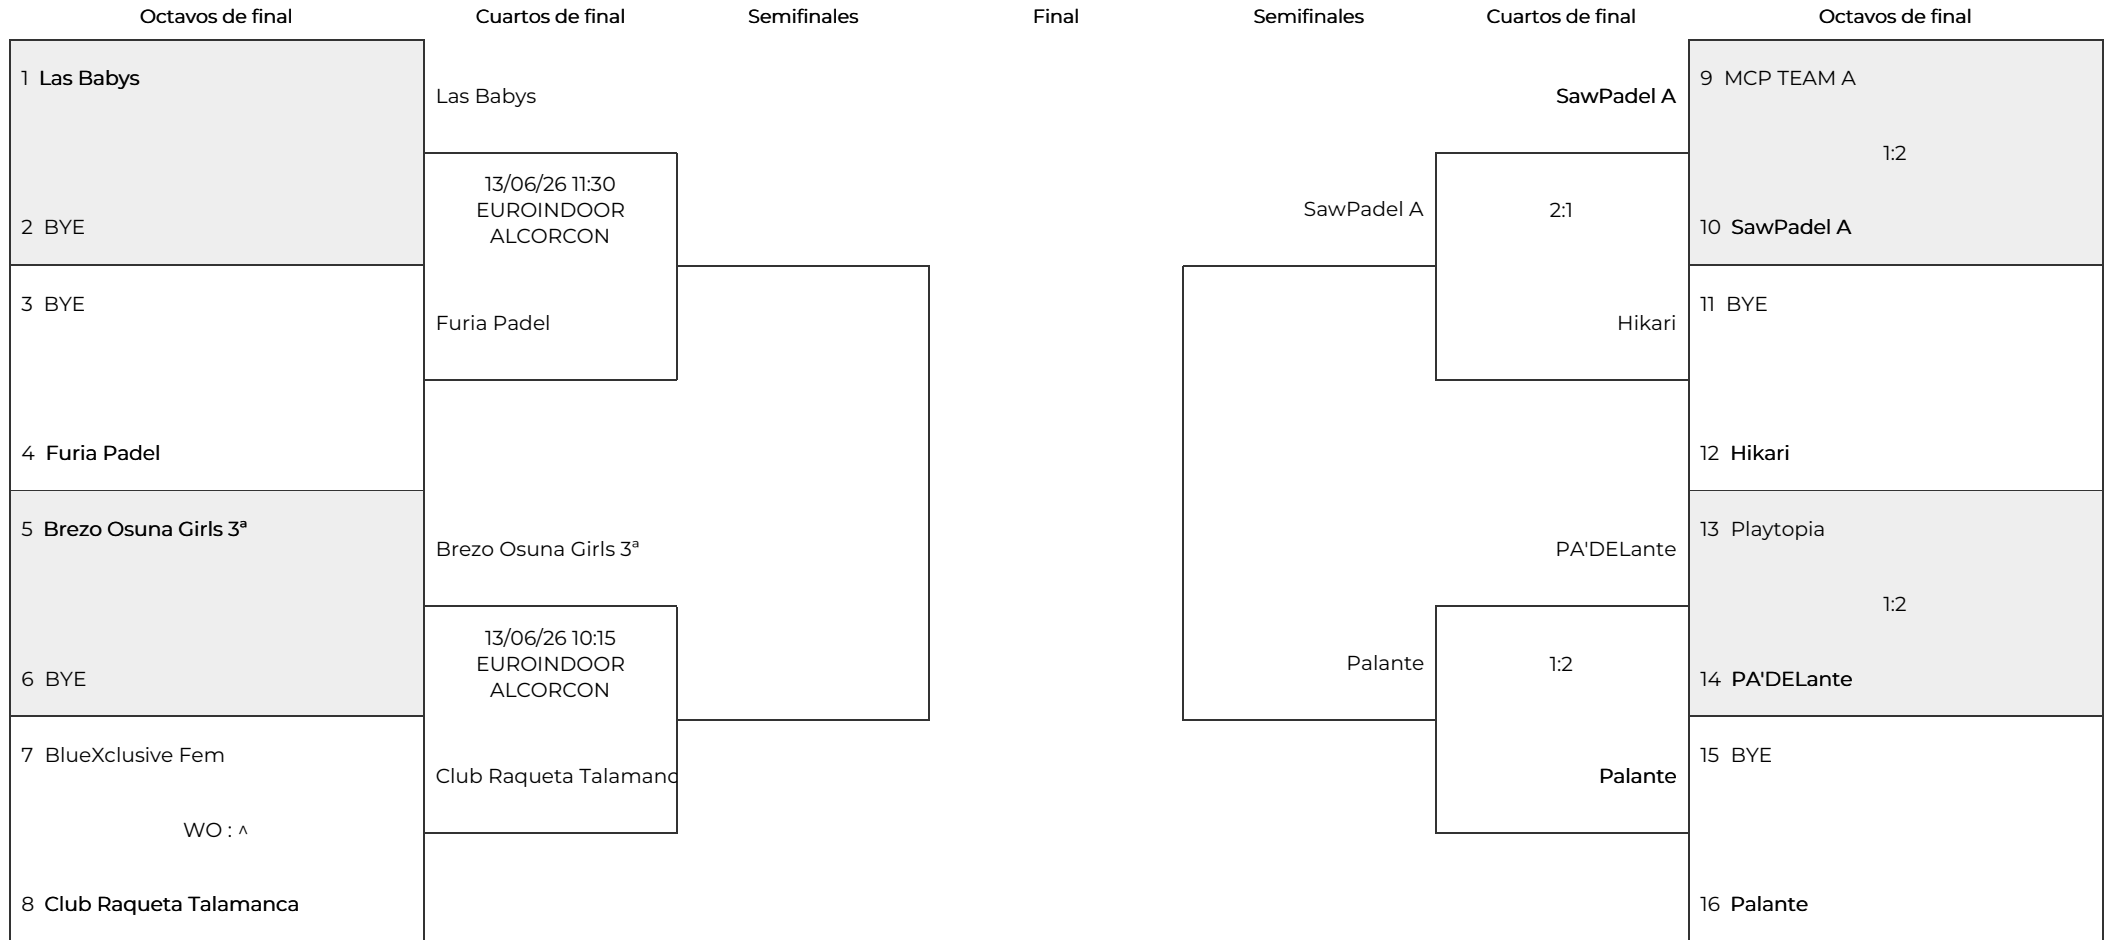 Octavos de final
Cuartos de final
Semifinales
Final
Semifinales
Cuartos de final
Octavos de final
1 Las Babys
2 BYE
3 BYE
4 Furia Padel
5 Brezo Osuna Girls 3ª
6 BYE
7 BlueXclusive Fem
WO : ^
8 Club Raqueta Talamanca
Las Babys
13/06/26 11:30
EUROINDOOR
ALCORCON
Furia Padel
Brezo Osuna Girls 3ª
13/06/26 10:15
EUROINDOOR
ALCORCON
Club Raqueta Talamanc
SawPadel A
Palante
SawPadel A
2:1
Hikari
PA'DELante
1:2
Palante
9 MCP TEAM A
1:2
10 SawPadel A
11 BYE
12 Hikari
13 Playtopia
1:2
14 PA'DELante
15 BYE
16 Palante